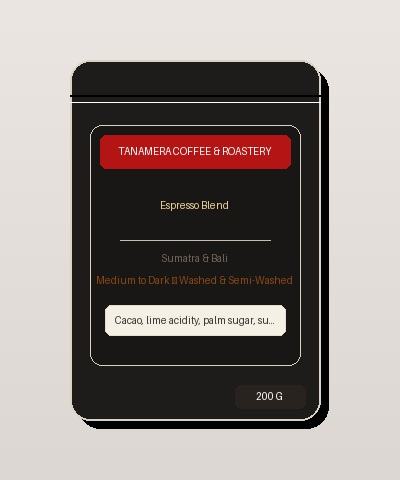 TANAMERA COFFEE & ROASTERY
Espresso Blend
Sumatra & Bali
Medium to Dark ▯ Washed & Semi-Washed
Cacao, lime acidity, palm sugar, su...
200 G